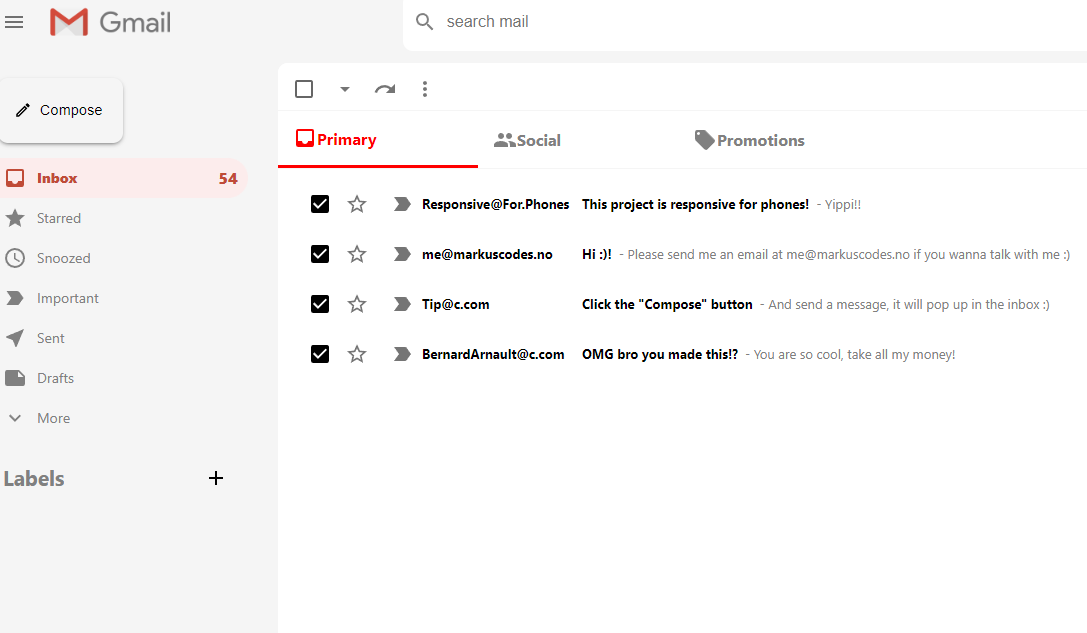 Gmail
search mail
Compose
Primary
Social
Promotions
Inbox 54
Starred
Snoozed
Important
Sent
Drafts
More
Labels
Responsive@For.Phones This project is responsive for phones! - Yippi!!
me@markuscodes.no Hi :)! - Please send me an email at me@markuscodes.no if you wanna talk with me :)
Tip@c.com Click the "Compose" button - And send a message, it will pop up in the inbox :)
BernardArnault@c.com OMG bro you made this!? - You are so cool, take all my money!